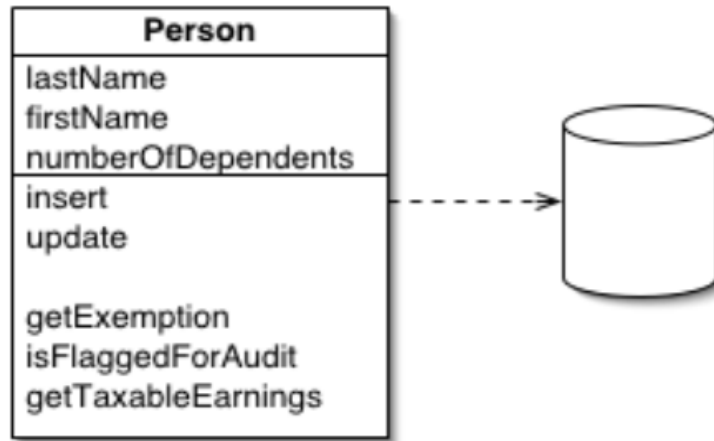 Person
lastName
firstName
numberOfDependents
insert
update
getExemption
isFlaggedForAudit
getTaxableEarnings